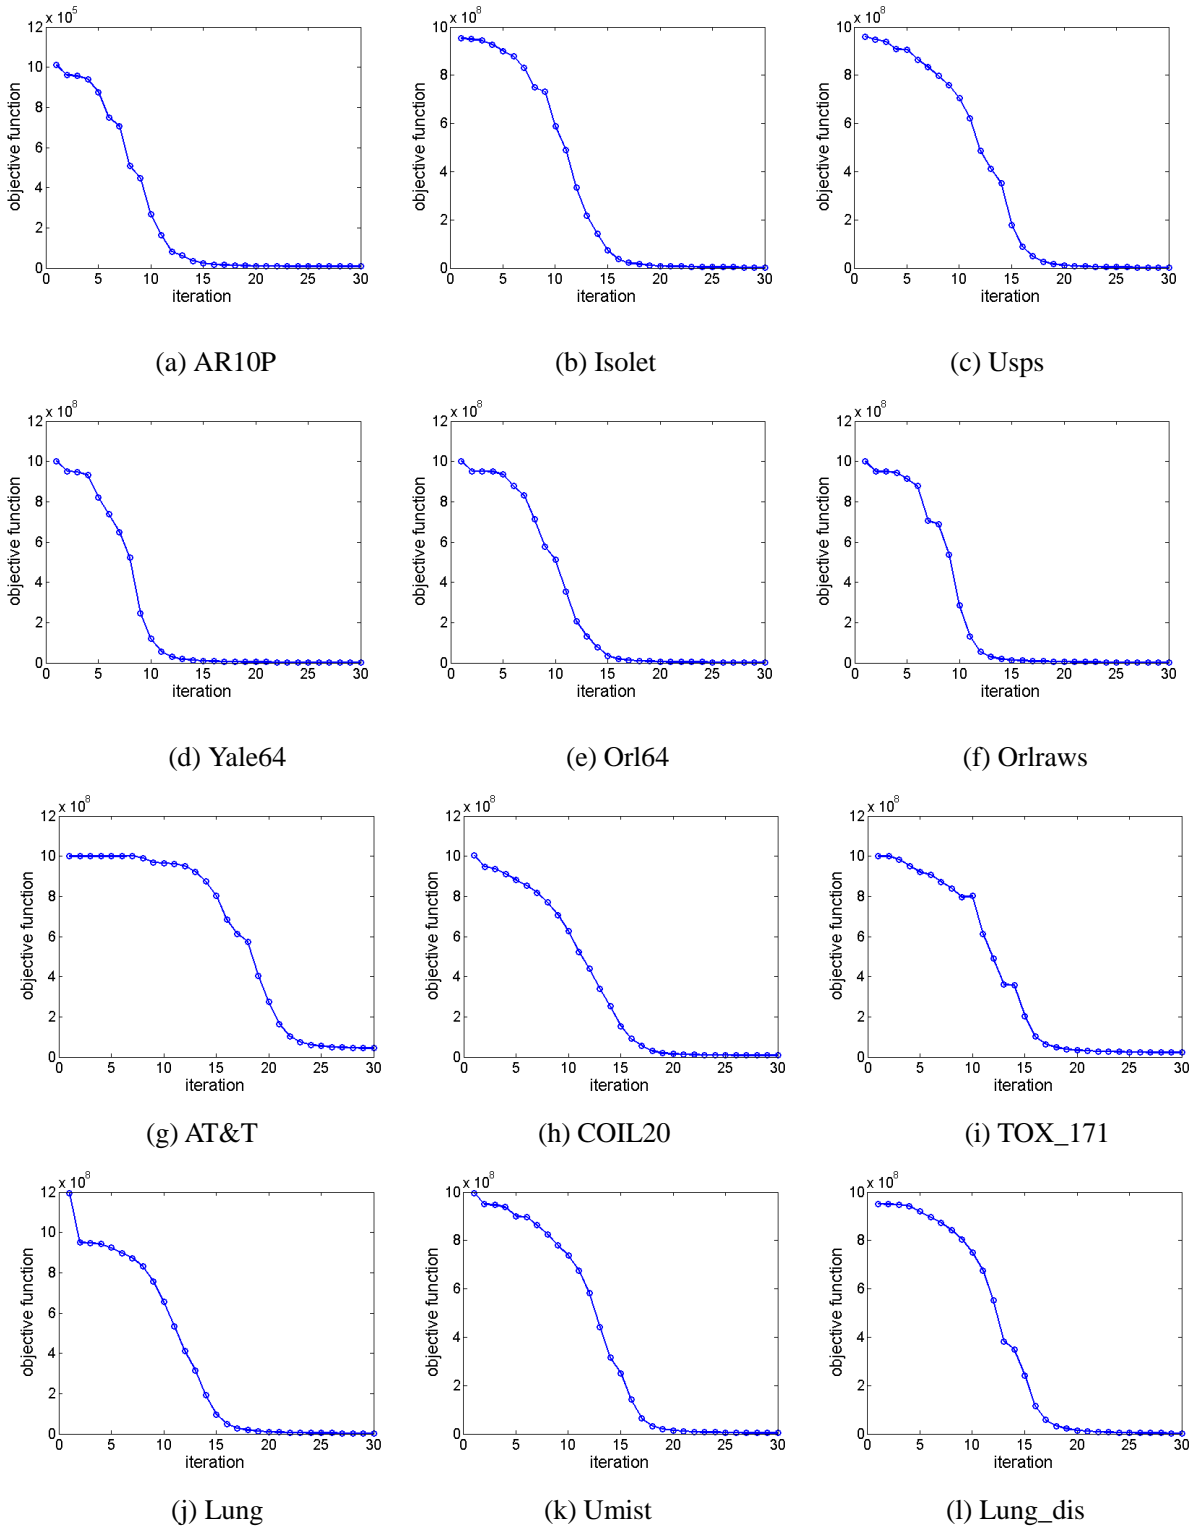 x 10^5
12
10
8
6
4
2
0
objective function
0 5 10 15 20 25 30
iteration
(a) AR10P
x 10^8
10
8
6
4
2
0
objective function
0 5 10 15 20 25 30
iteration
(b) Isolet
x 10^8
10
8
6
4
2
0
objective function
0 5 10 15 20 25 30
iteration
(c) Usps
x 10^8
12
10
8
6
4
2
0
objective function
0 5 10 15 20 25 30
iteration
(d) Yale64
x 10^8
12
10
8
6
4
2
0
objective function
0 5 10 15 20 25 30
iteration
(e) Orl64
x 10^8
12
10
8
6
4
2
0
objective function
0 5 10 15 20 25 30
iteration
(f) Orlraws
x 10^8
12
10
8
6
4
2
0
objective function
0 5 10 15 20 25 30
iteration
(g) AT&T
x 10^8
12
10
8
6
4
2
0
objective function
0 5 10 15 20 25 30
iteration
(h) COIL20
x 10^8
12
10
8
6
4
2
0
objective function
0 5 10 15 20 25 30
iteration
(i) TOX_171
x 10^8
12
10
8
6
4
2
0
objective function
0 5 10 15 20 25 30
iteration
(j) Lung
x 10^8
10
8
6
4
2
0
objective function
0 5 10 15 20 25 30
iteration
(k) Umist
x 10^8
10
8
6
4
2
0
objective function
0 5 10 15 20 25 30
iteration
(l) Lung_dis